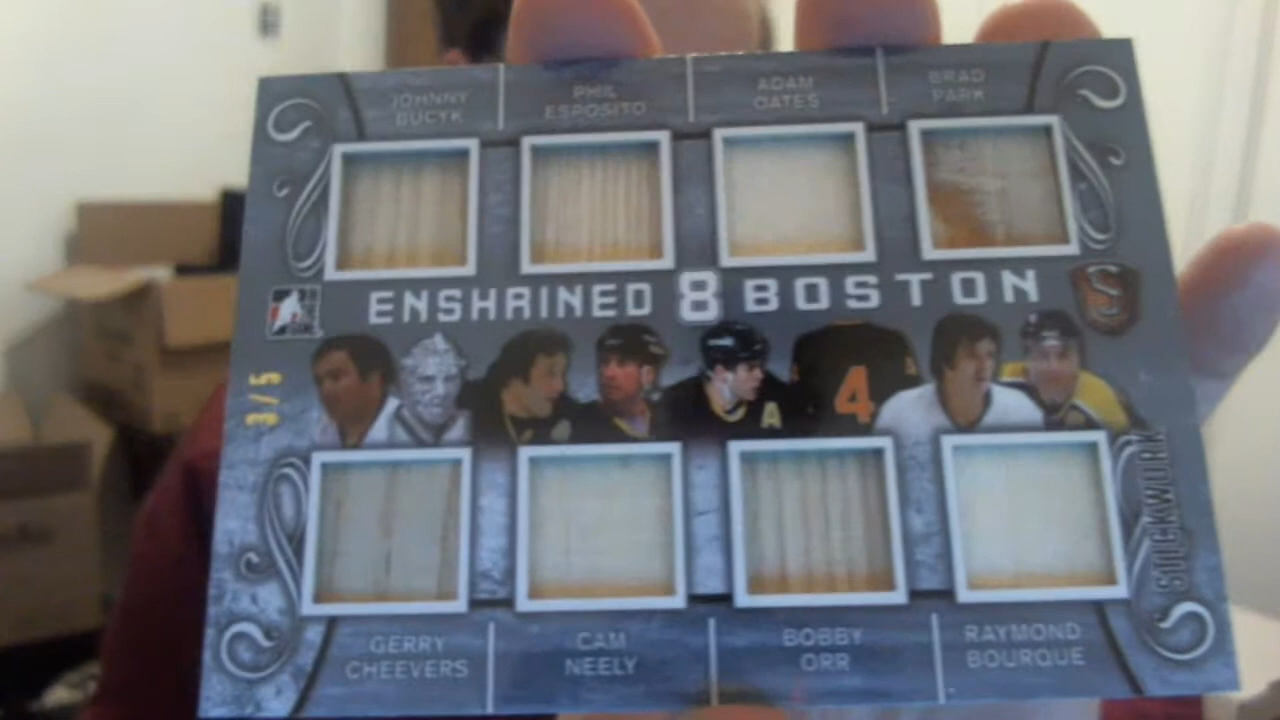 JOHNNY
BUCYK
PHIL
ESPOSITO
ADAM
OATES
BRAD
PARK
ENSHRINED 8 BOSTON
3/5
A
4
STICKWORK
GERRY
CHEEVERS
CAM
NEELY
BOBBY
ORR
RAYMOND
BOURQUE